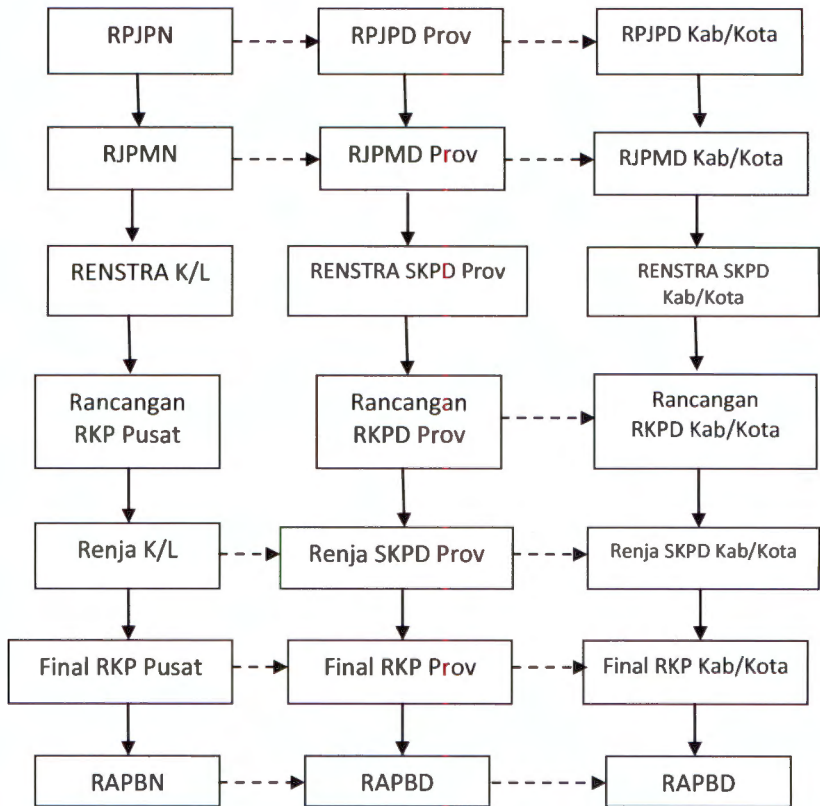 RPJPN
RPJPD Prov
RPJPD Kab/Kota
RJPMN
RJPMD Prov
RJPMD Kab/Kota
RENSTRA K/L
RENSTRA SKPD Prov
RENSTRA SKPD
Kab/Kota
Rancangan
RKP Pusat
Rancangan
RKPD Prov
Rancangan
RKPD Kab/Kota
Renja K/L
Renja SKPD Prov
Renja SKPD Kab/Kota
Final RKP Pusat
Final RKP Prov
Final RKP Kab/Kota
RAPBN
RAPBD
RAPBD